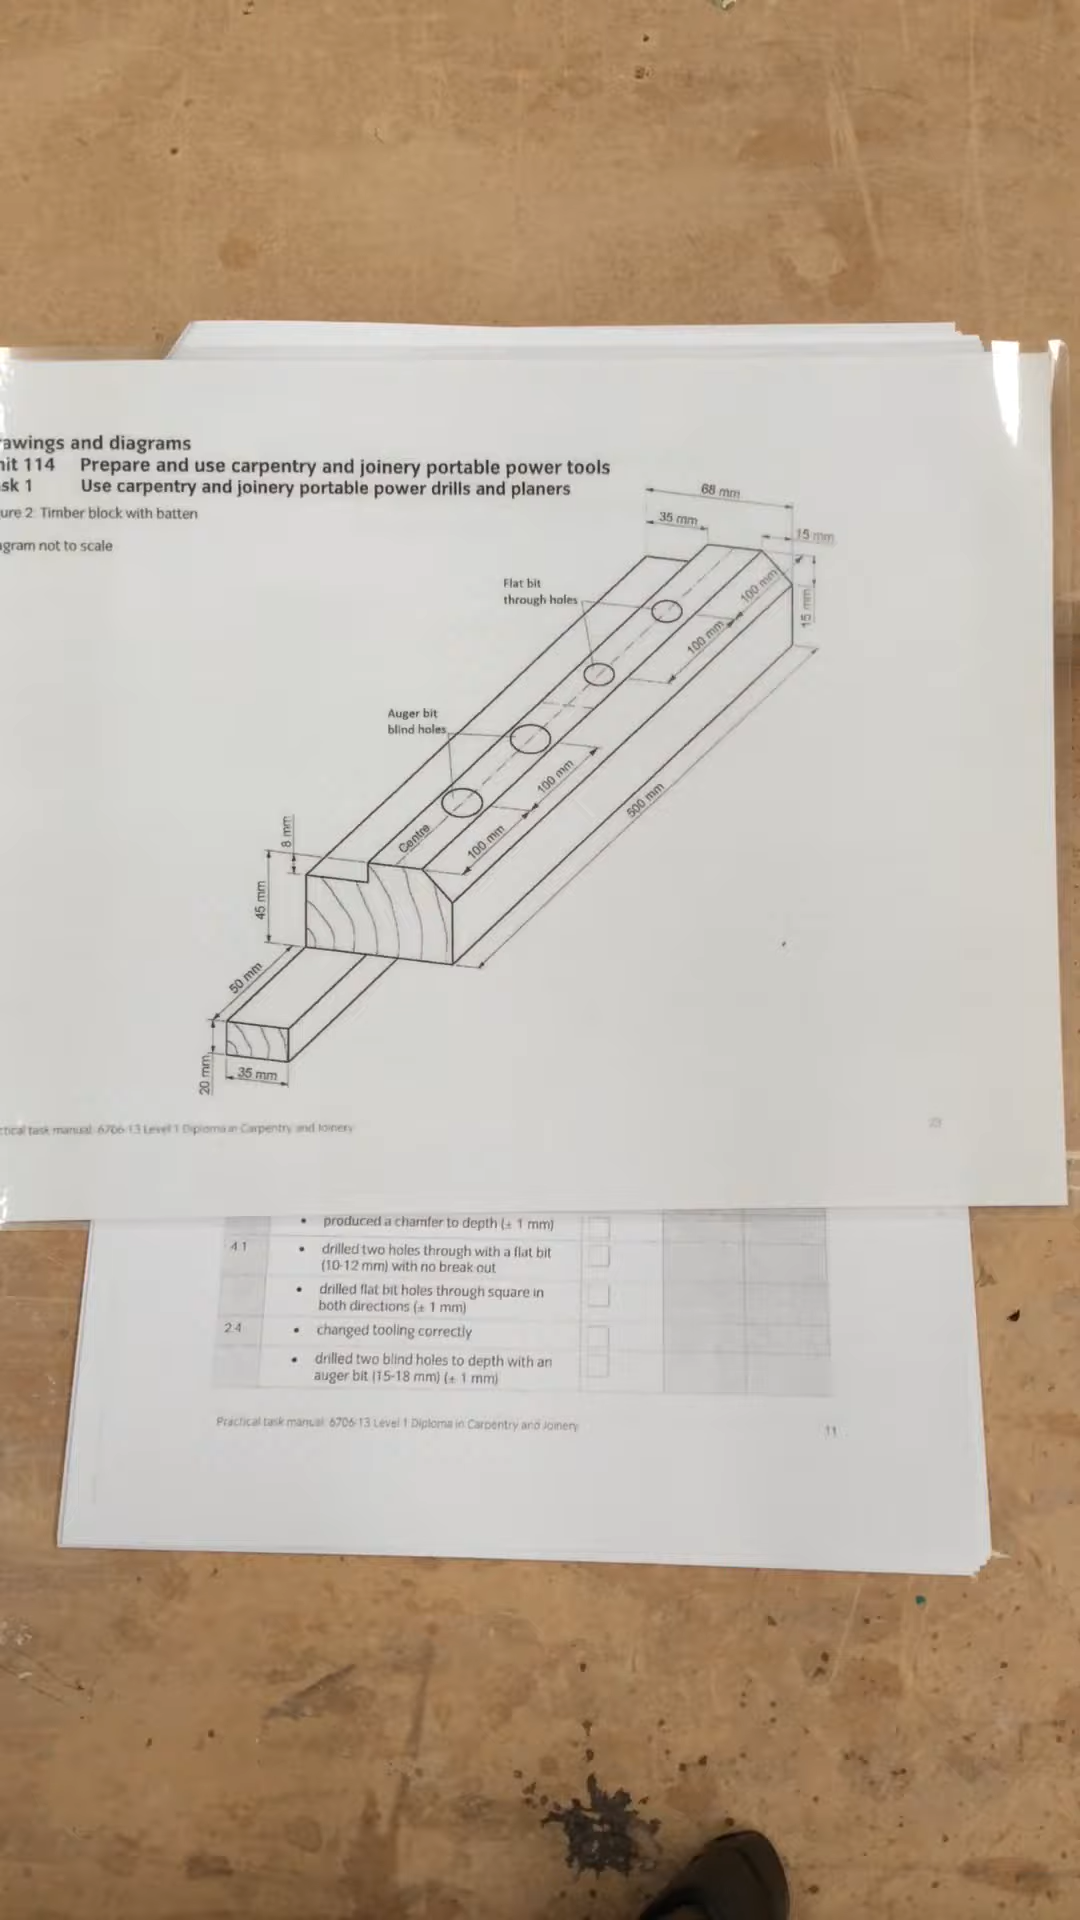 awings and diagrams
nit 114 Prepare and use carpentry and joinery portable power tools
sk 1 Use carpentry and joinery portable power drills and planers
ure 2 Timber block with batten
gram not to scale
68 mm
35 mm
15 mm
15 mm
Flat bit
through holes
100 mm
100 mm
Auger bit
blind holes
100 mm
500 mm
Centre
100 mm
8 mm
45 mm
50 mm
20 mm
35 mm
ctical task manual 6706-13 Level 1 Diploma in Carpentry and Joinery
23
• produced a chamfer to depth (± 1 mm)
4.1 • drilled two holes through with a flat bit
(10-12 mm) with no break out
• drilled flat bit holes through square in
both directions (± 1 mm)
2.4 • changed tooling correctly
• drilled two blind holes to depth with an
auger bit (15-18 mm) (± 1 mm)
Practical task manual 6706-13 Level 1 Diploma in Carpentry and Joinery
11